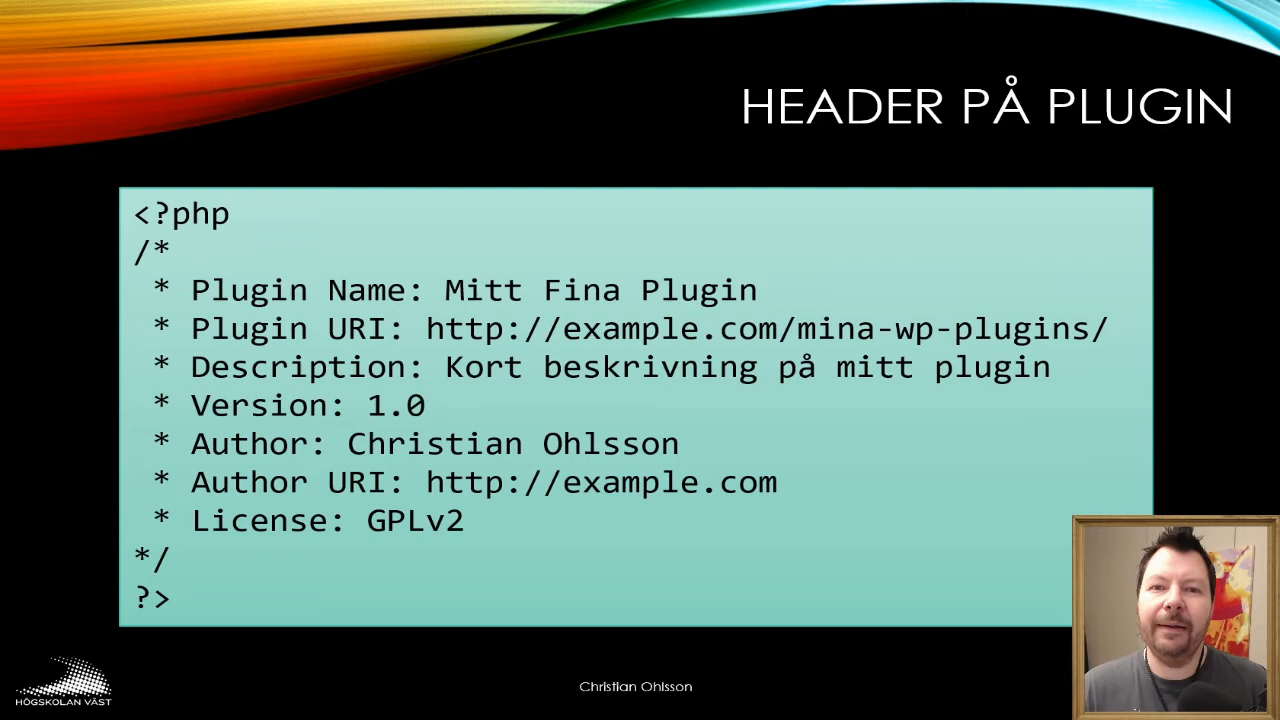 HEADER PÅ PLUGIN
<?php
/*
 * Plugin Name: Mitt Fina Plugin
 * Plugin URI: http://example.com/mina-wp-plugins/
 * Description: Kort beskrivning på mitt plugin
 * Version: 1.0
 * Author: Christian Ohlsson
 * Author URI: http://example.com
 * License: GPLv2
*/
?>
HÖGSKOLAN VÄST
Christian Ohlsson